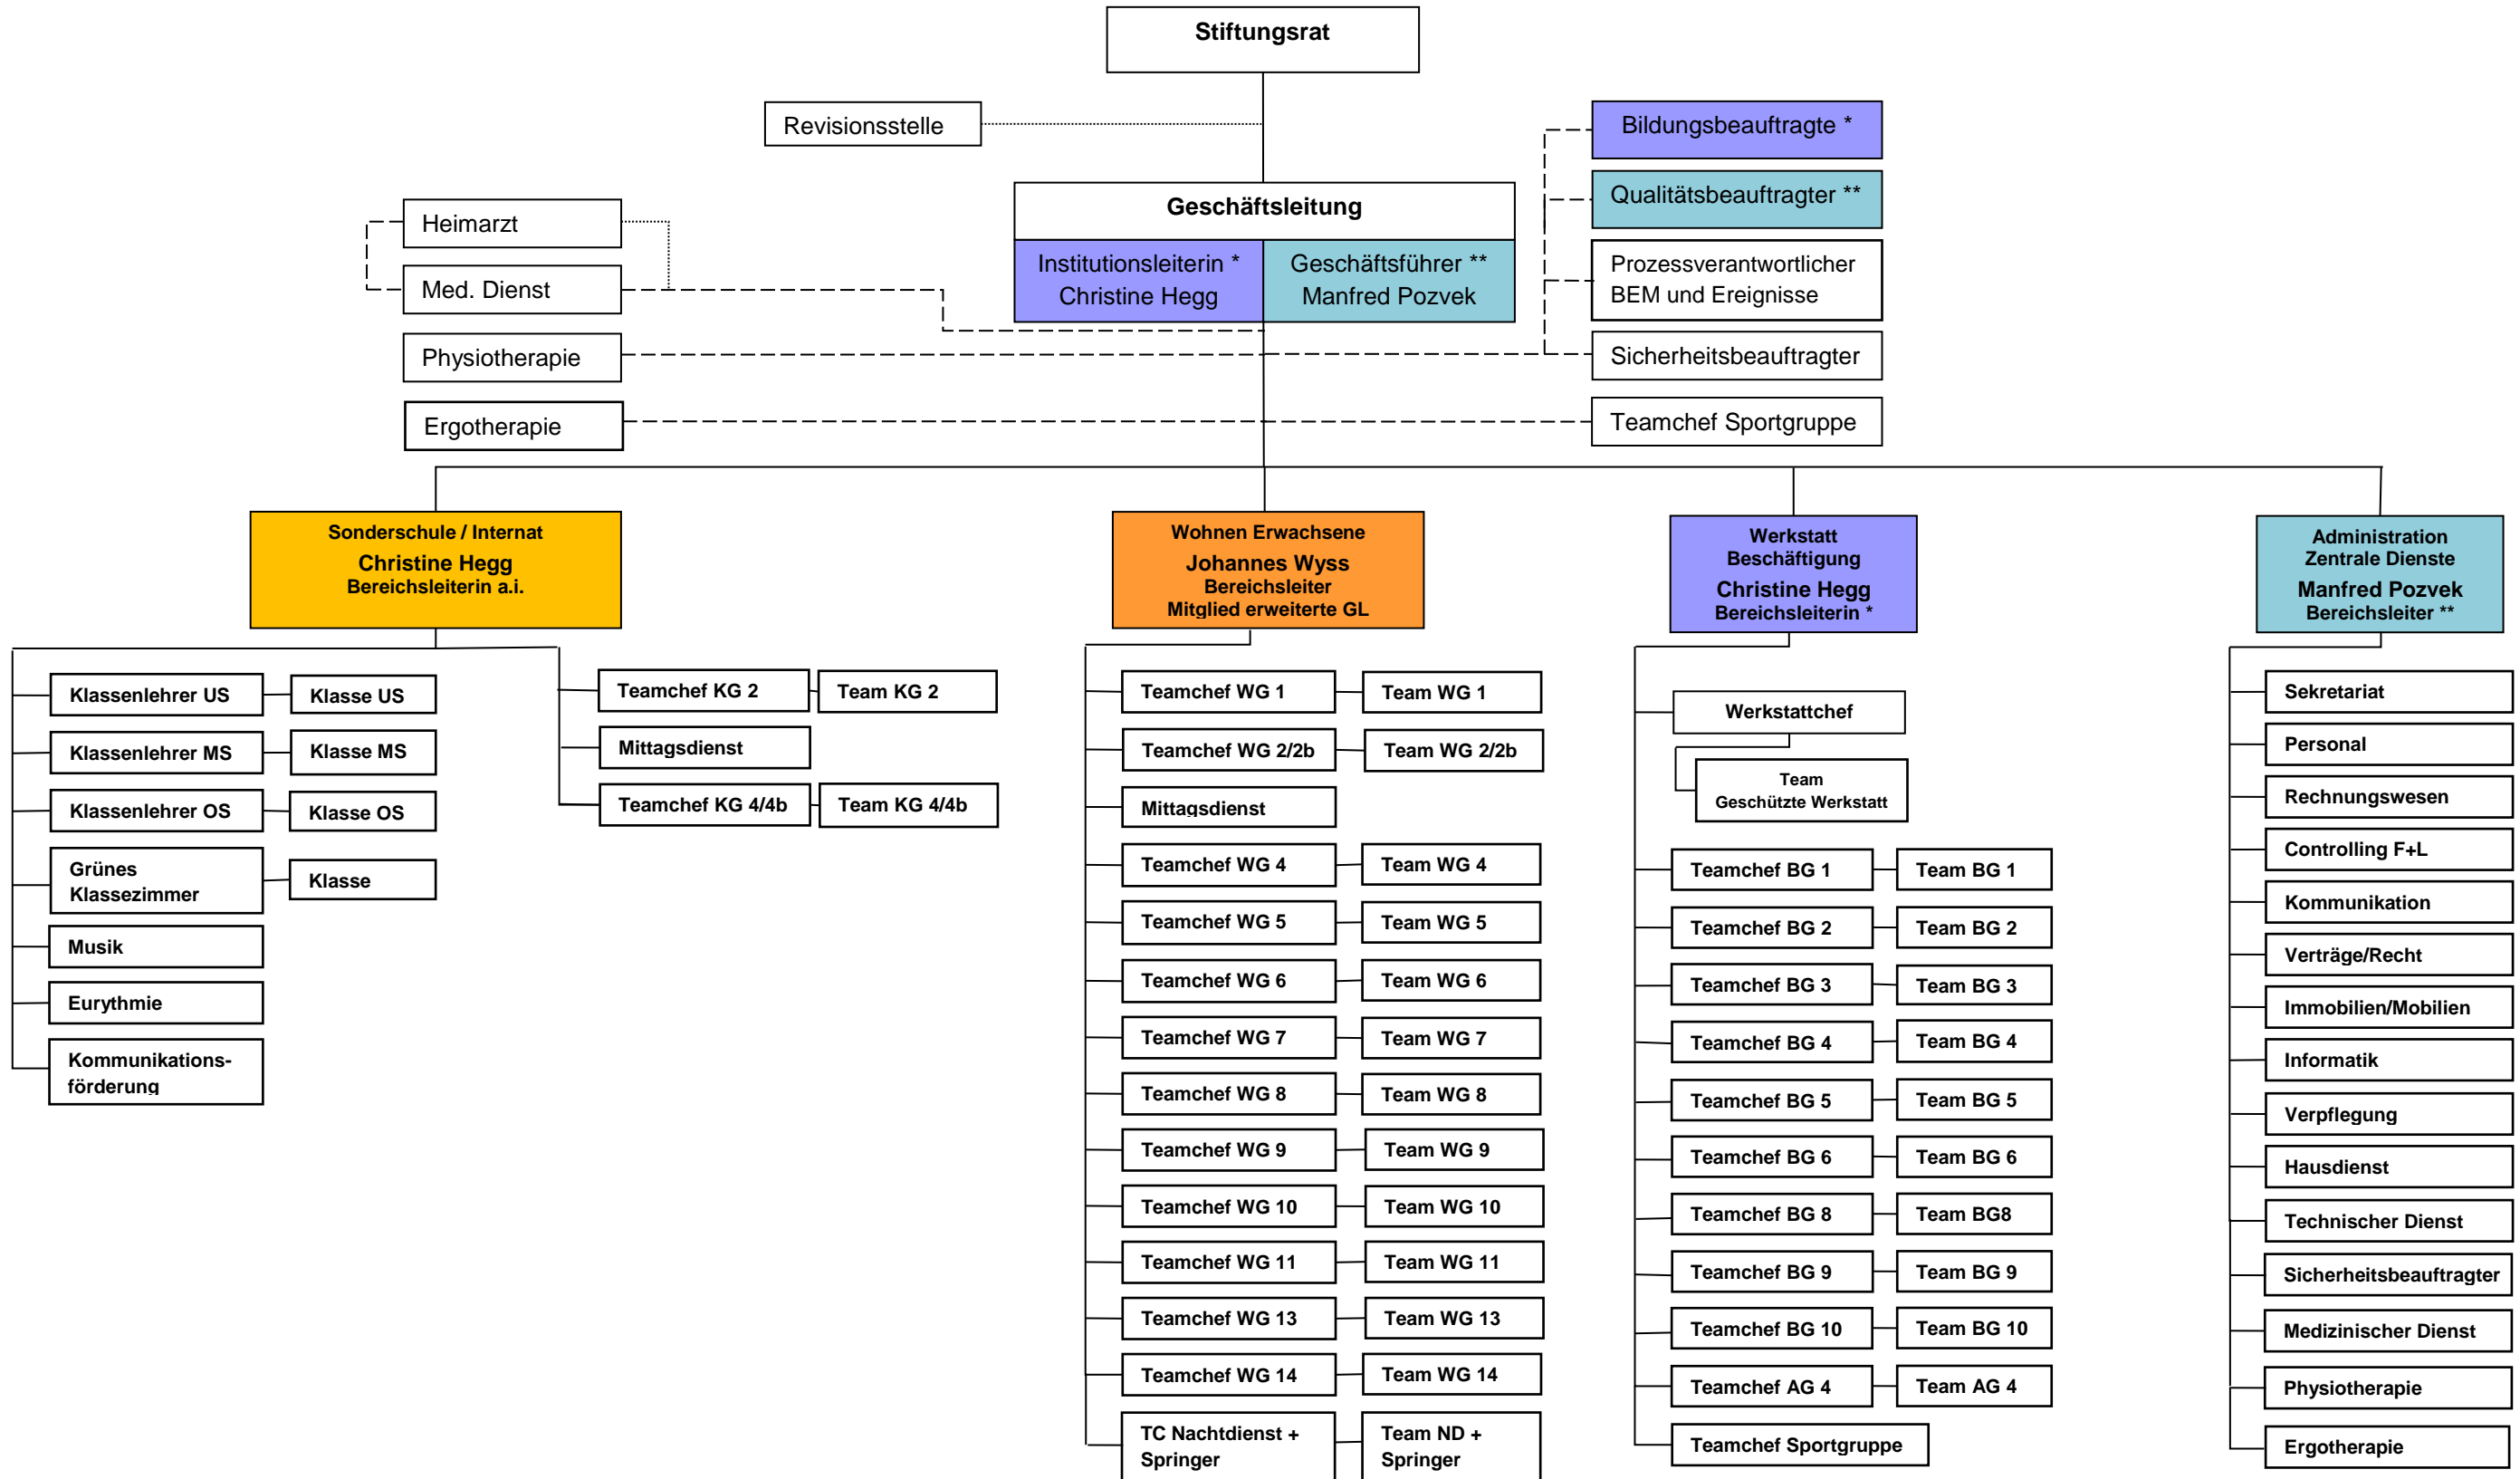 Stiftungsrat
Revisionsstelle
Bildungsbeauftragte *
Qualitätsbeauftragter **
Prozessverantwortlicher
BEM und Ereignisse
Sicherheitsbeauftragter
Teamchef Sportgruppe
Geschäftsleitung
Institutionsleiterin *
Christine Hegg
Geschäftsführer **
Manfred Pozvek
Heimarzt
Med. Dienst
Physiotherapie
Ergotherapie
Sonderschule / Internat
Christine Hegg
Bereichsleiterin a.i.
Klassenlehrer US
Klasse US
Klassenlehrer MS
Klasse MS
Klassenlehrer OS
Klasse OS
Grünes
Klassezimmer
Klasse
Musik
Eurythmie
Kommunikations-
förderung
Teamchef KG 2
Team KG 2
Mittagsdienst
Teamchef KG 4/4b
Team KG 4/4b
Wohnen Erwachsene
Johannes Wyss
Bereichsleiter
Mitglied erweiterte GL
Teamchef WG 1
Team WG 1
Teamchef WG 2/2b
Team WG 2/2b
Mittagsdienst
Teamchef WG 4
Team WG 4
Teamchef WG 5
Team WG 5
Teamchef WG 6
Team WG 6
Teamchef WG 7
Team WG 7
Teamchef WG 8
Team WG 8
Teamchef WG 9
Team WG 9
Teamchef WG 10
Team WG 10
Teamchef WG 11
Team WG 11
Teamchef WG 13
Team WG 13
Teamchef WG 14
Team WG 14
TC Nachtdienst +
Springer
Team ND +
Springer
Werkstatt
Beschäftigung
Christine Hegg
Bereichsleiterin *
Werkstattchef
Team
Geschützte Werkstatt
Teamchef BG 1
Team BG 1
Teamchef BG 2
Team BG 2
Teamchef BG 3
Team BG 3
Teamchef BG 4
Team BG 4
Teamchef BG 5
Team BG 5
Teamchef BG 6
Team BG 6
Teamchef BG 8
Team BG8
Teamchef BG 9
Team BG 9
Teamchef BG 10
Team BG 10
Teamchef AG 4
Team AG 4
Teamchef Sportgruppe
Administration
Zentrale Dienste
Manfred Pozvek
Bereichsleiter **
Sekretariat
Personal
Rechnungswesen
Controlling F+L
Kommunikation
Verträge/Recht
Immobilien/Mobilien
Informatik
Verpflegung
Hausdienst
Technischer Dienst
Sicherheitsbeauftragter
Medizinischer Dienst
Physiotherapie
Ergotherapie